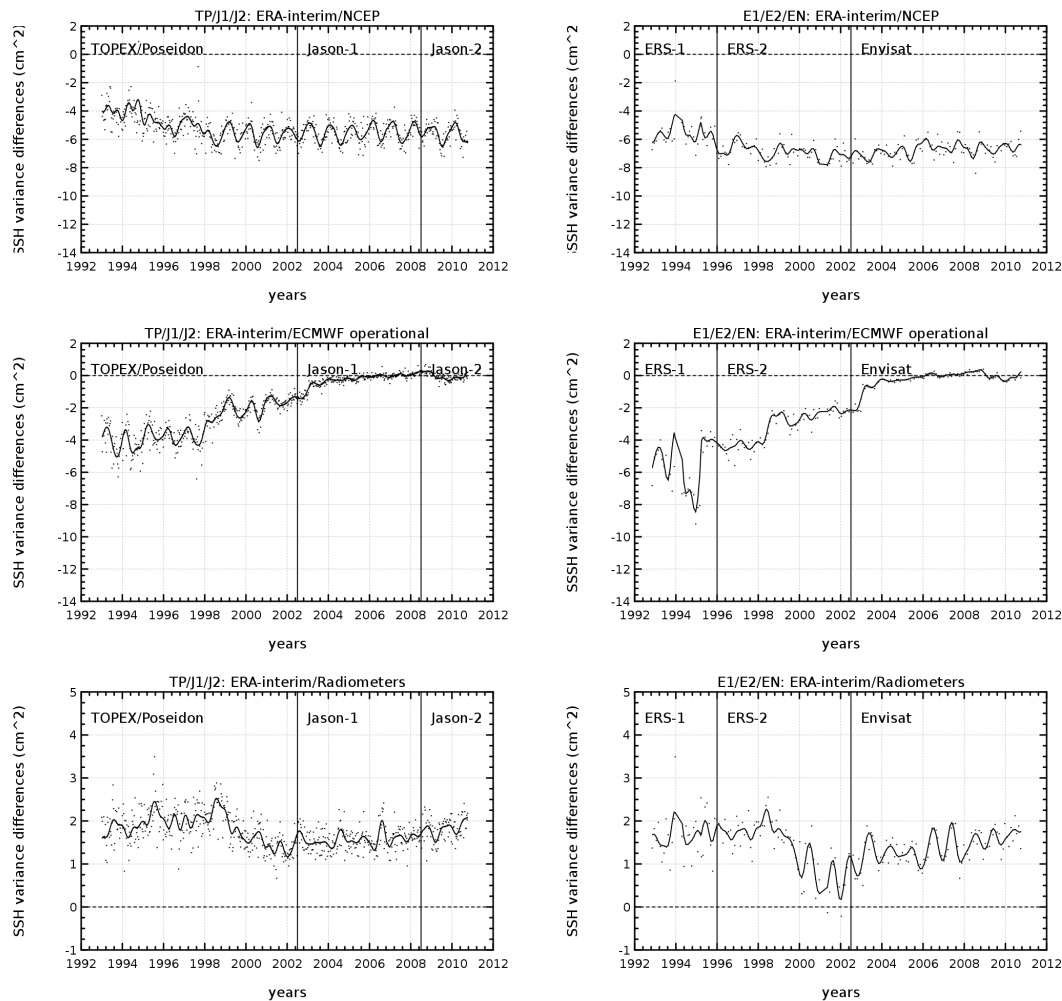 TP/J1/J2: ERA-interim/NCEP
SSH variance differences (cm^2)
2
0
-2
-4
-6
-8
-10
-12
-14
TOPEX/Poseidon
Jason-1
Jason-2
1992 1994 1996 1998 2000 2002 2004 2006 2008 2010 2012
years
E1/E2/EN: ERA-interim/NCEP
SSSH variance differences (cm^2
2
0
-2
-4
-6
-8
-10
-12
-14
ERS-1
ERS-2
Envisat
1992 1994 1996 1998 2000 2002 2004 2006 2008 2010 2012
years
TP/J1/J2: ERA-interim/ECMWF operational
SSH variance differences (cm^2)
2
0
-2
-4
-6
-8
-10
-12
-14
TOPEX/Poseidon
Jason-1
Jason-2
1992 1994 1996 1998 2000 2002 2004 2006 2008 2010 2012
years
E1/E2/EN: ERA-interim/ECMWF operational
SSSH variance differences (cm^2)
2
0
-2
-4
-6
-8
-10
-12
-14
ERS-1
ERS-2
Envisat
1992 1994 1996 1998 2000 2002 2004 2006 2008 2010 2012
years
TP/J1/J2: ERA-interim/Radiometers
SSH variance differences (cm^2)
5
4
3
2
1
0
-1
TOPEX/Poseidon
Jason-1
Jason-2
1992 1994 1996 1998 2000 2002 2004 2006 2008 2010 2012
years
E1/E2/EN: ERA-interim/Radiometers
SSH variance differences (cm^2)
5
4
3
2
1
0
-1
ERS-1
ERS-2
Envisat
1992 1994 1996 1998 2000 2002 2004 2006 2008 2010 2012
years